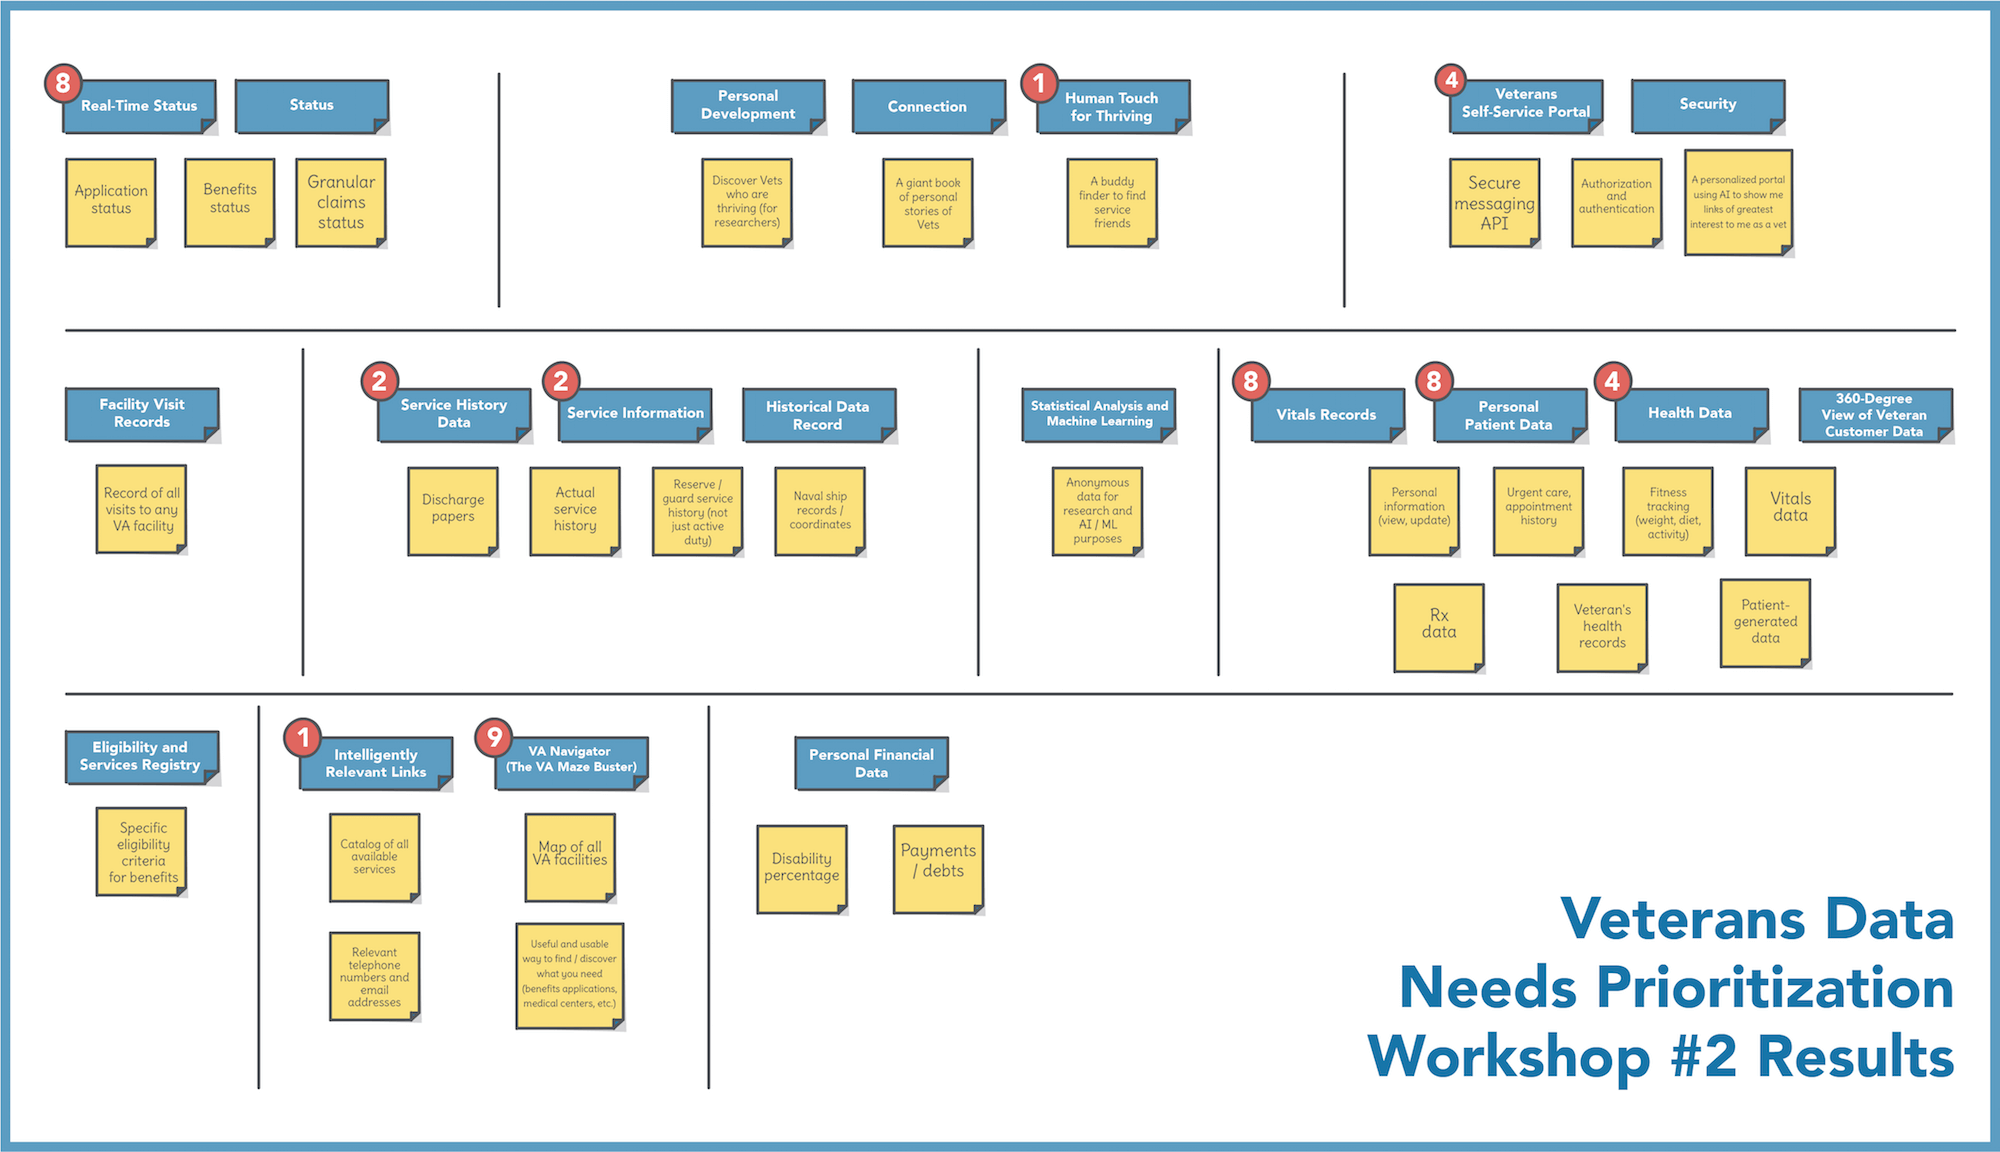 8
Real-Time Status
Status
Application
status
Benefits
status
Granular
claims
status
Personal
Development
Connection
1
Human Touch
for Thriving
Discover Vets
who are
thriving (for
researchers)
A giant book
of personal
stories of
Vets
A buddy
finder to find
service
friends
4
Veterans
Self-Service Portal
Security
Secure
messaging
API
Authorization
and
authentication
A personalized portal
using AI to show me
links of greatest
interest to me as a vet
Facility Visit
Records
Record of all
visits to any
VA facility
2
Service History
Data
2
Service Information
Historical Data
Record
Discharge
papers
Actual
service
history
Reserve /
guard service
history (not
just active
duty)
Naval ship
records /
coordinates
Statistical Analysis and
Machine Learning
Anonymous
data for
research and
AI / ML
purposes
8
Vitals Records
8
Personal
Patient Data
4
Health Data
360-Degree
View of Veteran
Customer Data
Personal
information
(view, update)
Urgent care,
appointment
history
Fitness
tracking
(weight, diet,
activity)
Vitals
data
Rx
data
Veteran's
health
records
Patient-
generated
data
Eligibility and
Services Registry
Specific
eligibility
criteria
for benefits
1
Intelligently
Relevant Links
9
VA Navigator
(The VA Maze Buster)
Catalog of all
available
services
Map of all
VA facilities
Relevant
telephone
numbers and
email
addresses
Useful and usable
way to find / discover
what you need
(benefits applications,
medical centers, etc.)
Personal Financial
Data
Disability
percentage
Payments
/ debts
Veterans Data
Needs Prioritization
Workshop #2 Results